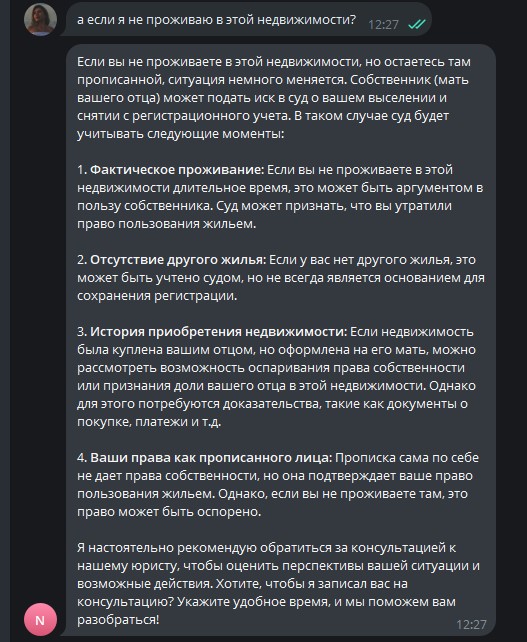 а если я не проживаю в этой недвижимости? 12:27
Если вы не проживаете в этой недвижимости, но остаетесь там
прописанной, ситуация немного меняется. Собственник (мать
вашего отца) может подать иск в суд о вашем выселении и
снятии с регистрационного учета. В таком случае суд будет
учитывать следующие моменты:
1. Фактическое проживание: Если вы не проживаете в этой
недвижимости длительное время, это может быть аргументом в
пользу собственника. Суд может признать, что вы утратили
право пользования жильем.
2. Отсутствие другого жилья: Если у вас нет другого жилья, это
может быть учтено судом, но не всегда является основанием для
сохранения регистрации.
3. История приобретения недвижимости: Если недвижимость
была куплена вашим отцом, но оформлена на его мать, можно
рассмотреть возможность оспаривания права собственности
или признания доли вашего отца в этой недвижимости. Однако
для этого потребуются доказательства, такие как документы о
покупке, платежи и т.д.
4. Ваши права как прописанного лица: Прописка сама по себе
не дает права собственности, но она подтверждает ваше право
пользования жильем. Однако, если вы не проживаете там, это
право может быть оспорено.
Я настоятельно рекомендую обратиться за консультацией к
нашему юристу, чтобы оценить перспективы вашей ситуации и
возможные действия. Хотите, чтобы я записал вас на
консультацию? Укажите удобное время, и мы поможем вам
разобраться!
N
12:27